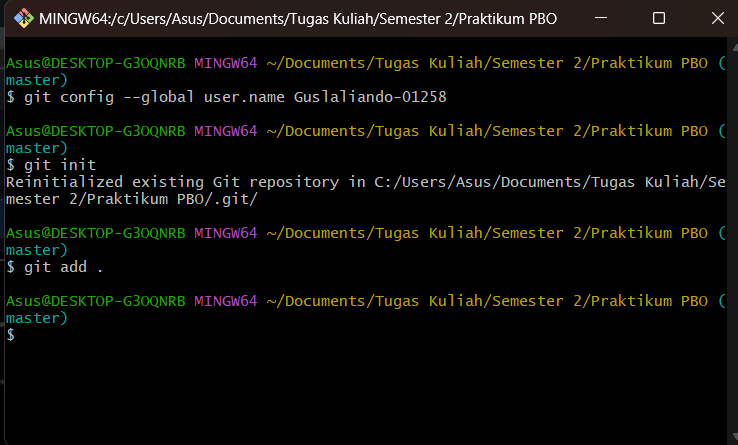 MINGW64:/c/Users/Asus/Documents/Tugas Kuliah/Semester 2/Praktikum PBO
Asus@DESKTOP-G3OQNRB MINGW64 ~/Documents/Tugas Kuliah/Semester 2/Praktikum PBO (
master)
$ git config --global user.name Guslaliando-01258
Asus@DESKTOP-G3OQNRB MINGW64 ~/Documents/Tugas Kuliah/Semester 2/Praktikum PBO (
master)
$ git init
Reinitialized existing Git repository in C:/Users/Asus/Documents/Tugas Kuliah/Se
mester 2/Praktikum PBO/.git/
Asus@DESKTOP-G3OQNRB MINGW64 ~/Documents/Tugas Kuliah/Semester 2/Praktikum PBO (
master)
$ git add .
Asus@DESKTOP-G3OQNRB MINGW64 ~/Documents/Tugas Kuliah/Semester 2/Praktikum PBO (
master)
$